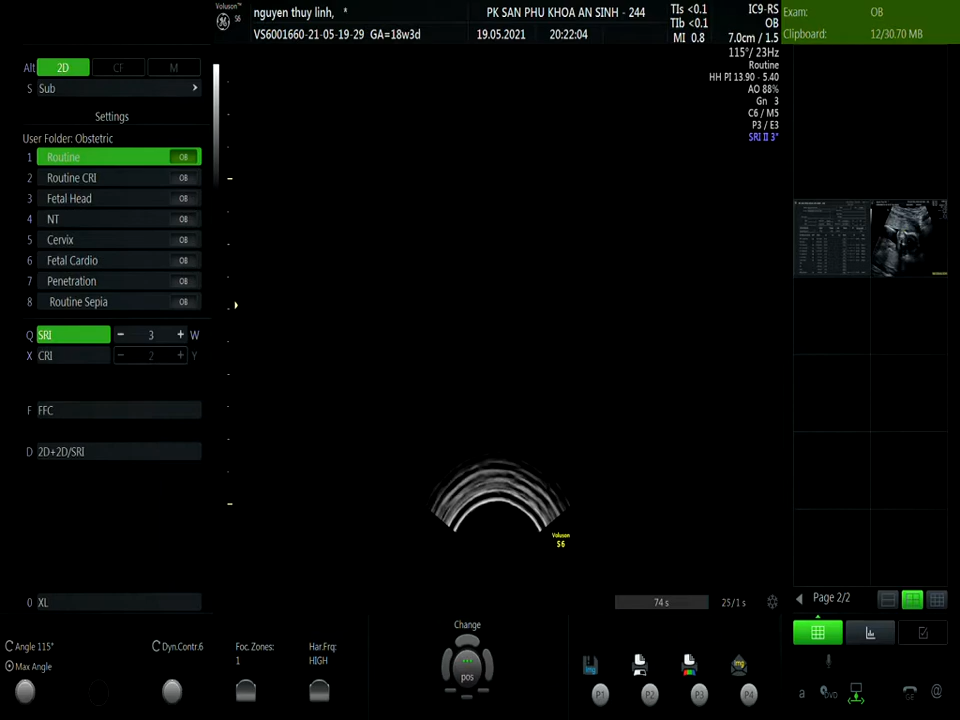 Voluson™
S6
nguyen thuy linh, *
PK SAN PHU KHOA AN SINH - 244
TIs <0.1
TIb <0.1
MI 0.8
IC9-RS
OB
7.0cm / 1.5
VS6001660-21-05-19-29 GA=18w3d
19.05.2021
20:22:04
115°/ 23Hz
Routine
HH PI 13.90 - 5.40
AO 88%
Gn 3
C6 / M5
P3 / E3
SRI II 3*
Exam: OB
Clipboard: 12/30.70 MB
Alt 2D CF M
S Sub
Settings
User Folder: Obstetric
1 Routine OB
2 Routine CRI OB
3 Fetal Head OB
4 NT OB
5 Cervix OB
6 Fetal Cardio OB
7 Penetration OB
8 Routine Sepia OB
Q SRI − 3 + W
X CRI − 2 + Y
F FFC
D 2D+2D/SRI
0 XL
Voluson
S6
74 s
25/1 s
Page 2/2
Angle 115°
Max Angle
Dyn.Contr.6
Foc. Zones:
1
Har.Frq:
HIGH
Change
pos
img
P1 P2 P3 P4
a DVD GE @